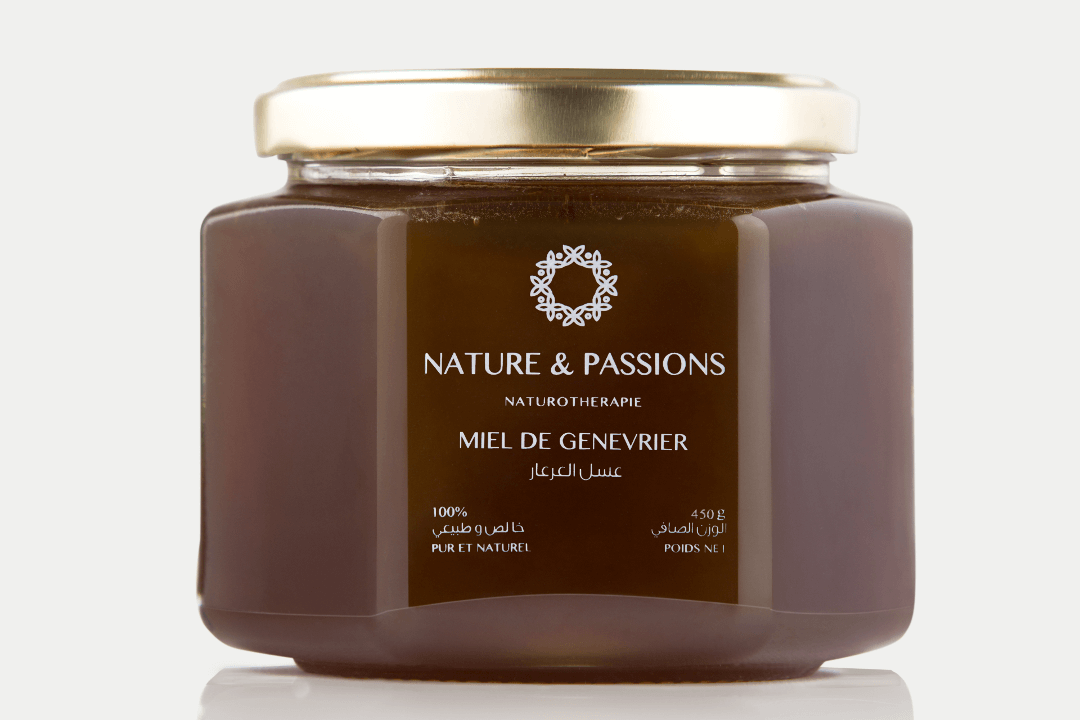 NATURE & PASSIONS
NATUROTHERAPIE
MIEL DE GENEVRIER
عسل العرعار
100%
خالص و طبيعي
PUR ET NATUREL
450 g
الوزن الصافي
POIDS NET